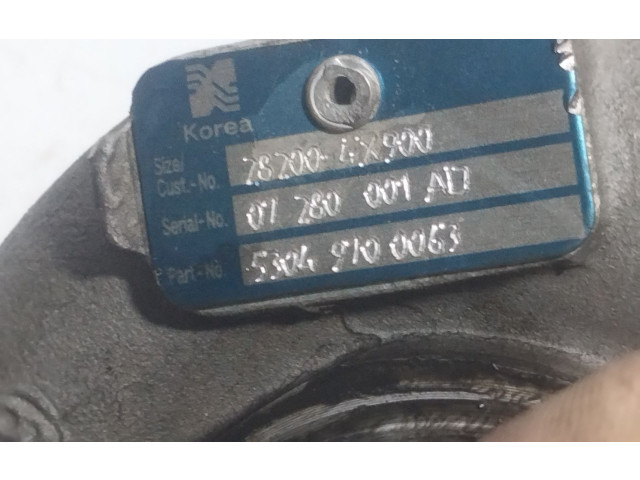 Korea
Size/
Cust.-No. 28200-4X900
Serial-No. 01 280 001 AD
Part-No 5304 910 0063